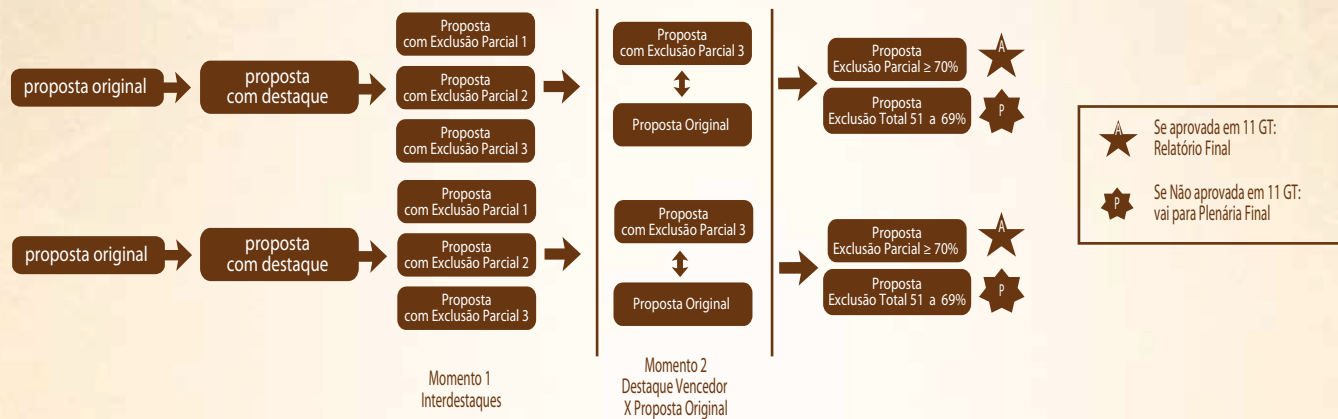 proposta original
proposta
com destaque
Proposta
com Exclusão Parcial 1
Proposta
com Exclusão Parcial 2
Proposta
com Exclusão Parcial 3
Proposta
com Exclusão Parcial 3
Proposta Original
Proposta
Exclusão Parcial ≥ 70%
A
Proposta
Exclusão Total 51 a 69%
P
proposta original
proposta
com destaque
Proposta
com Exclusão Parcial 1
Proposta
com Exclusão Parcial 2
Proposta
com Exclusão Parcial 3
Proposta
com Exclusão Parcial 3
Proposta Original
Proposta
Exclusão Parcial ≥ 70%
A
Proposta
Exclusão Total 51 a 69%
P
Momento 1
Interdestaques
Momento 2
Destaque Vencedor
X Proposta Original
A
Se aprovada em 11 GT:
Relatório Final
P
Se Não aprovada em 11 GT:
vai para Plenária Final